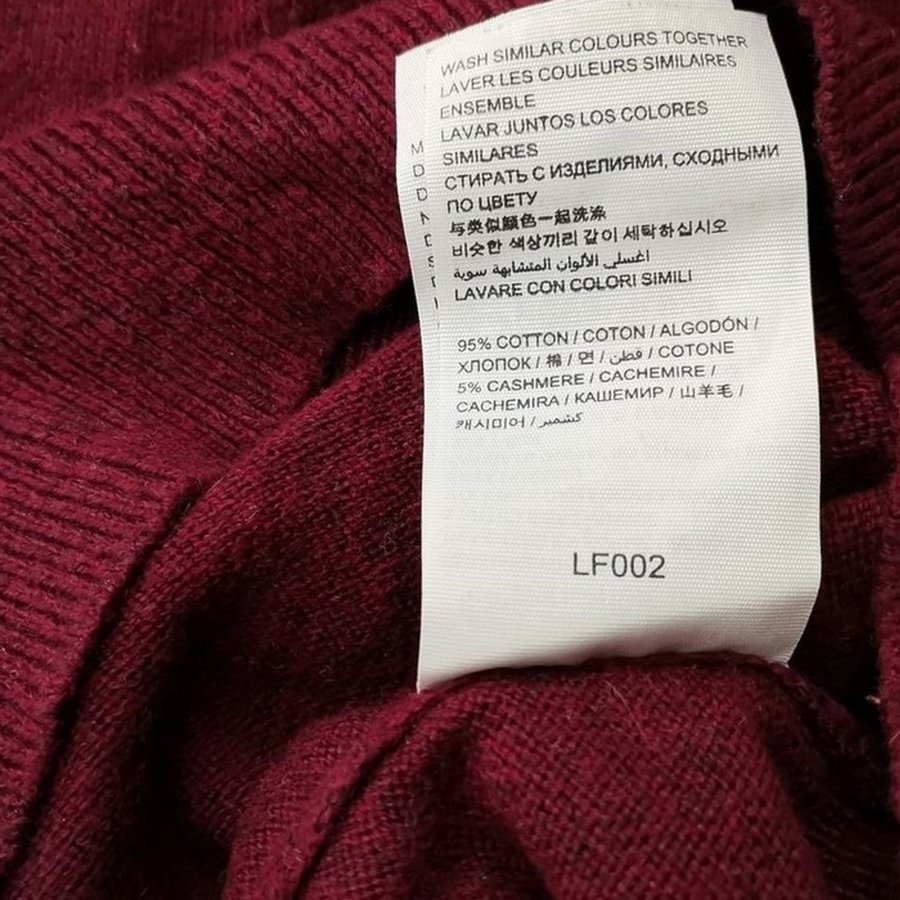 WASH SIMILAR COLOURS TOGETHER
LAVER LES COULEURS SIMILAIRES
ENSEMBLE
LAVAR JUNTOS LOS COLORES
SIMILARES
СТИРАТЬ С ИЗДЕЛИЯМИ, СХОДНЫМИ
ПО ЦВЕТУ
与类似颜色一起洗涤
비슷한 색상끼리 같이 세탁하십시오
اغسلي الألوان المتشابهة سوية
LAVARE CON COLORI SIMILI
95% COTTON / COTON / ALGODÓN /
ХЛОПОК / 棉 / 면 / قطن / COTONE
5% CASHMERE / CACHEMIRE /
CACHEMIRA / КАШЕМИР / 山羊毛 /
캐시미어 / كشمير
LF002